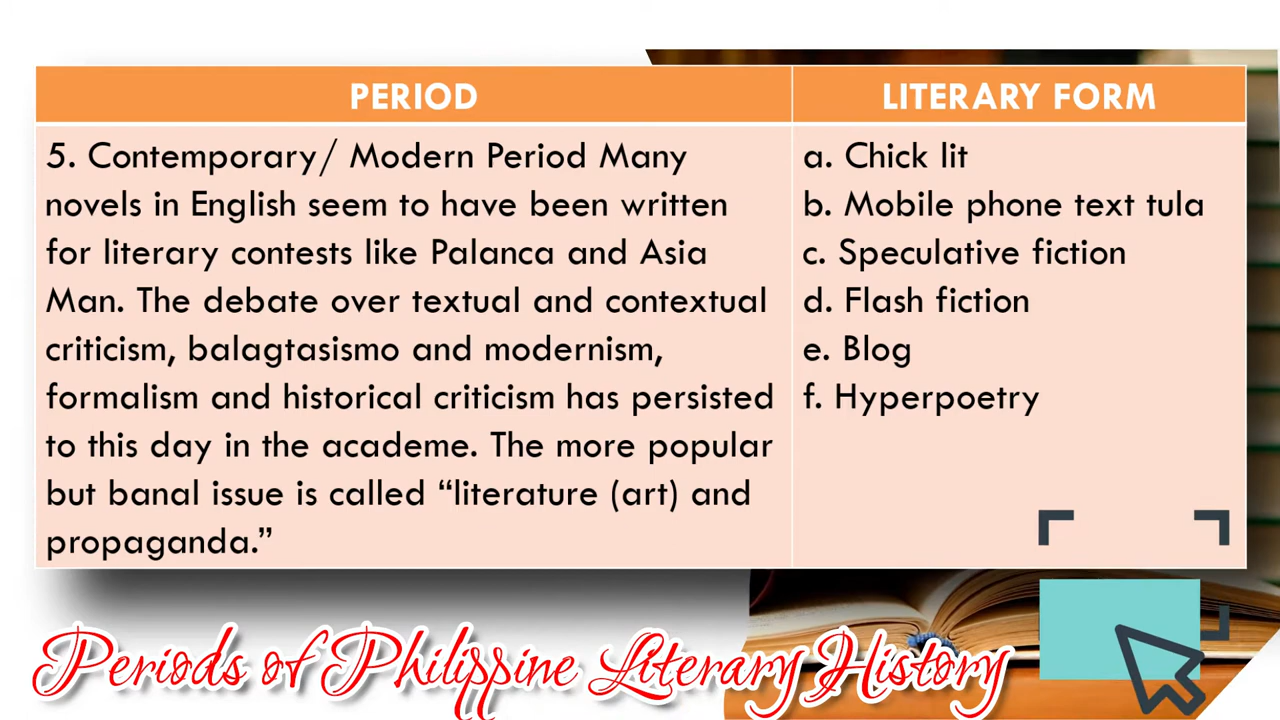 PERIOD
LITERARY FORM
5. Contemporary/ Modern Period Many
novels in English seem to have been written
for literary contests like Palanca and Asia
Man. The debate over textual and contextual
criticism, balagtasismo and modernism,
formalism and historical criticism has persisted
to this day in the academe. The more popular
but banal issue is called “literature (art) and
propaganda.”
a. Chick lit
b. Mobile phone text tula
c. Speculative fiction
d. Flash fiction
e. Blog
f. Hyperpoetry
Periods of Philippine Literary History